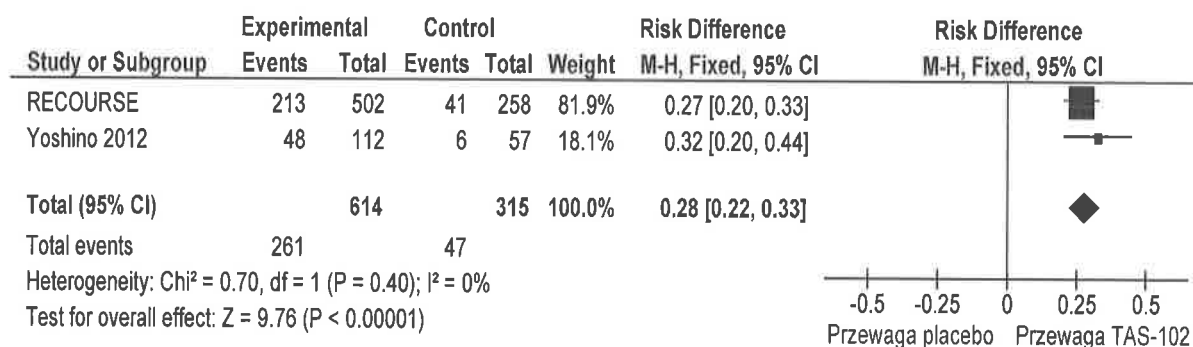 Experimental Control Risk Difference Risk Difference
Study or Subgroup Events Total Events Total Weight M-H, Fixed, 95% CI M-H, Fixed, 95% CI
RECOURSE 213 502 41 258 81.9% 0.27 [0.20, 0.33]
Yoshino 2012 48 112 6 57 18.1% 0.32 [0.20, 0.44]
Total (95% CI) 614 315 100.0% 0.28 [0.22, 0.33]
Total events 261 47
Heterogeneity: Chi² = 0.70, df = 1 (P = 0.40); I² = 0%
Test for overall effect: Z = 9.76 (P < 0.00001)
-0.5 -0.25 0 0.25 0.5
Przewaga placebo Przewaga TAS-102